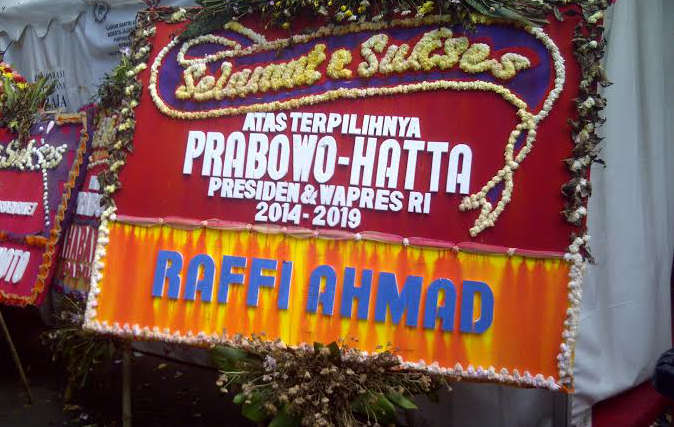 Selamat & Sukses
ATAS TERPILIHNYA
PRABOWO-HATTA
PRESIDEN & WAPRES RI
2014-2019
RAFFI AHMAD